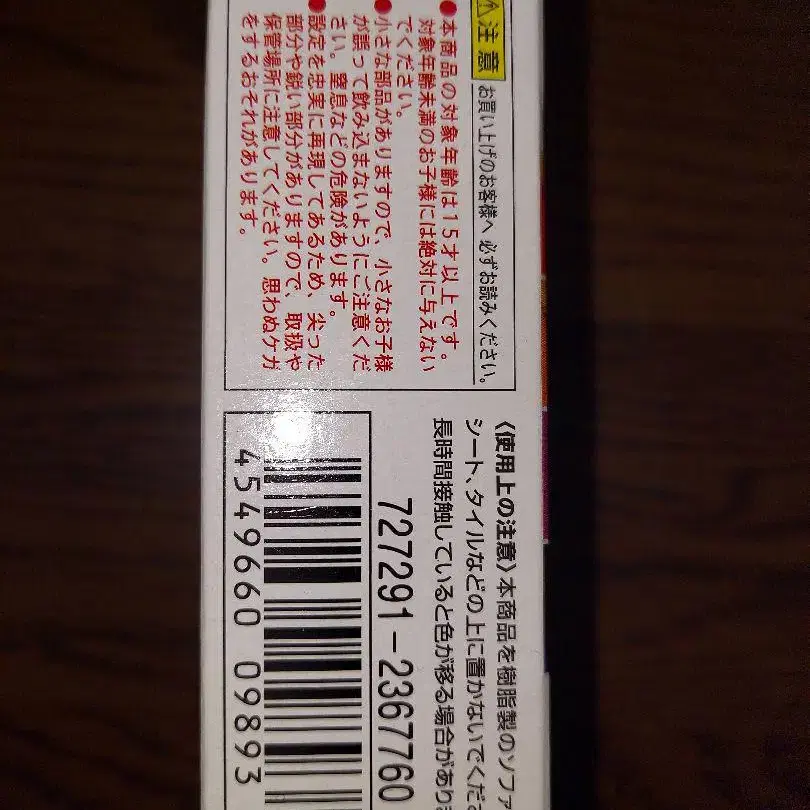 注意 お買い上げのお客様へ 必ずお読みください。
●本商品の対象年齢は15才以上です。
対象年齢未満のお子様には絶対に与えない
でください。
●小さな部品がありますので、小さなお子様
が誤って飲み込まないようにご注意くだ
さい。窒息などの危険があります。
●設定を忠実に再現してあるため、尖った
部分や鋭い部分がありますので、取扱や
保管場所に注意してください。思わぬケガ
をするおそれがあります。
〈使用上の注意〉本商品を樹脂製のソファ
シート、タイルなどの上に置かないでくださ
長時間接触していると色が移る場合があり
727291-2367760
4549660 09893